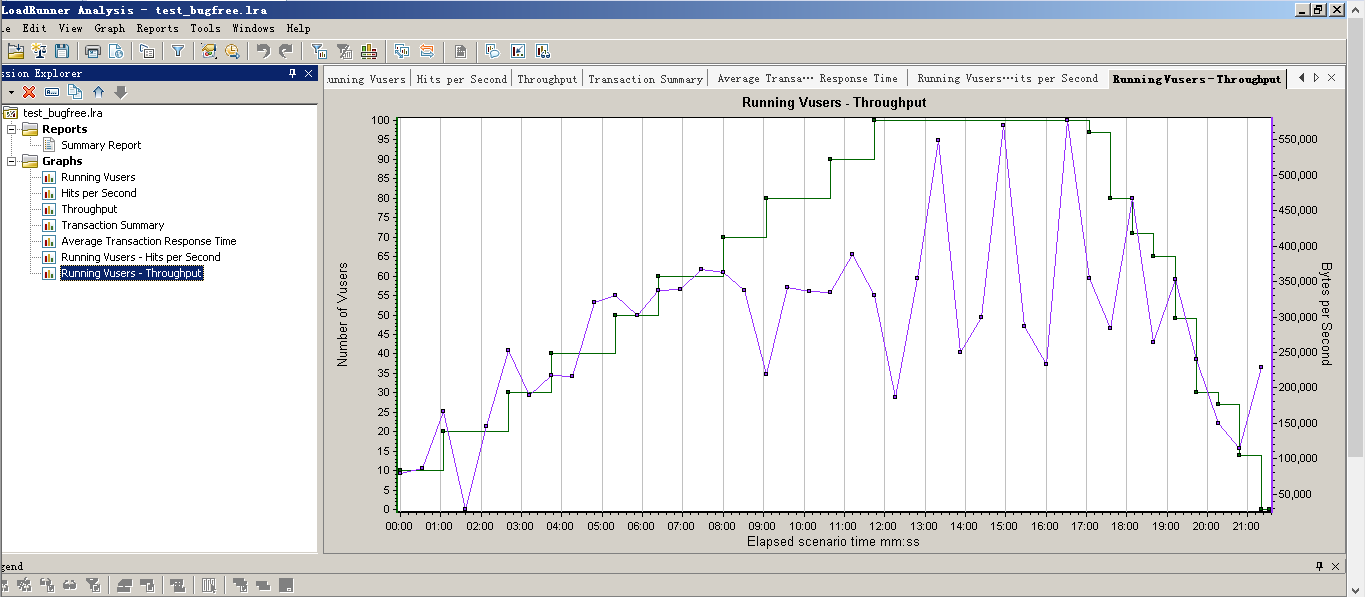 LoadRunner Analysis - test_bugfree.lra
le Edit View Graph Reports Tools Windows Help
ssion Explorer
test_bugfree.lra
Reports
Summary Report
Graphs
Running Vusers
Hits per Second
Throughput
Transaction Summary
Average Transaction Response Time
Running Vusers - Hits per Second
Running Vusers - Throughput
unning Vusers Hits per Second Throughput Transaction Summary Average Transa··· Response Time Running Vusers···its per Second Running Vusers - Throughput
Running Vusers - Throughput
Number of Vusers
100
95
90
85
80
75
70
65
60
55
50
45
40
35
30
25
20
15
10
5
0
550,000
500,000
450,000
400,000
350,000
300,000
250,000
200,000
150,000
100,000
50,000
Bytes per Second
00:00 01:00 02:00 03:00 04:00 05:00 06:00 07:00 08:00 09:00 10:00 11:00 12:00 13:00 14:00 15:00 16:00 17:00 18:00 19:00 20:00 21:00
Elapsed scenario time mm:ss
gend